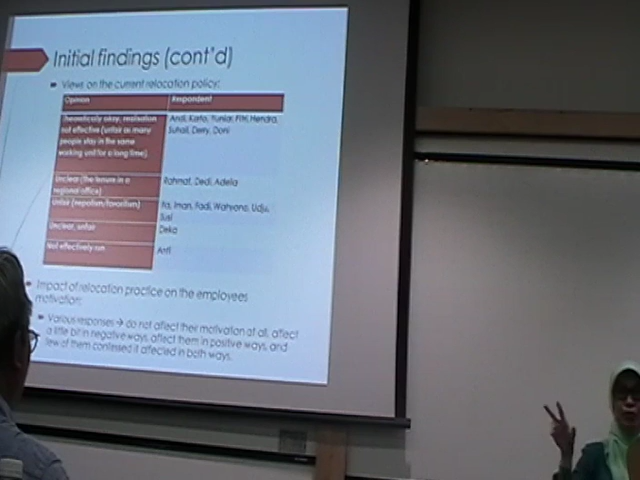 Initial findings (cont'd)
Views on the current relocation policy:
Opinion Respondent
Theoretically okay, realisation Andi, Karto, Yuniar, Fitri, Hendra,
not effective (unfair as many Suhail, Derry, Doni
people stay in the same
working unit for a long time)
Unclear (the tenure in a Rahmat, Dedi, Adelia
regional office)
Unfair (nepotism/favoritism) Iman, Fadi, Wahyono, Udju,
Susi
Unclear, unfair Deka
Not effectively run
Impact of relocation practice on the employees
motivation:
Various responses → do not affect their motivation at all, affect
a little bit in negative ways, affect them in positive ways, and
few of them confessed it affected in both ways.